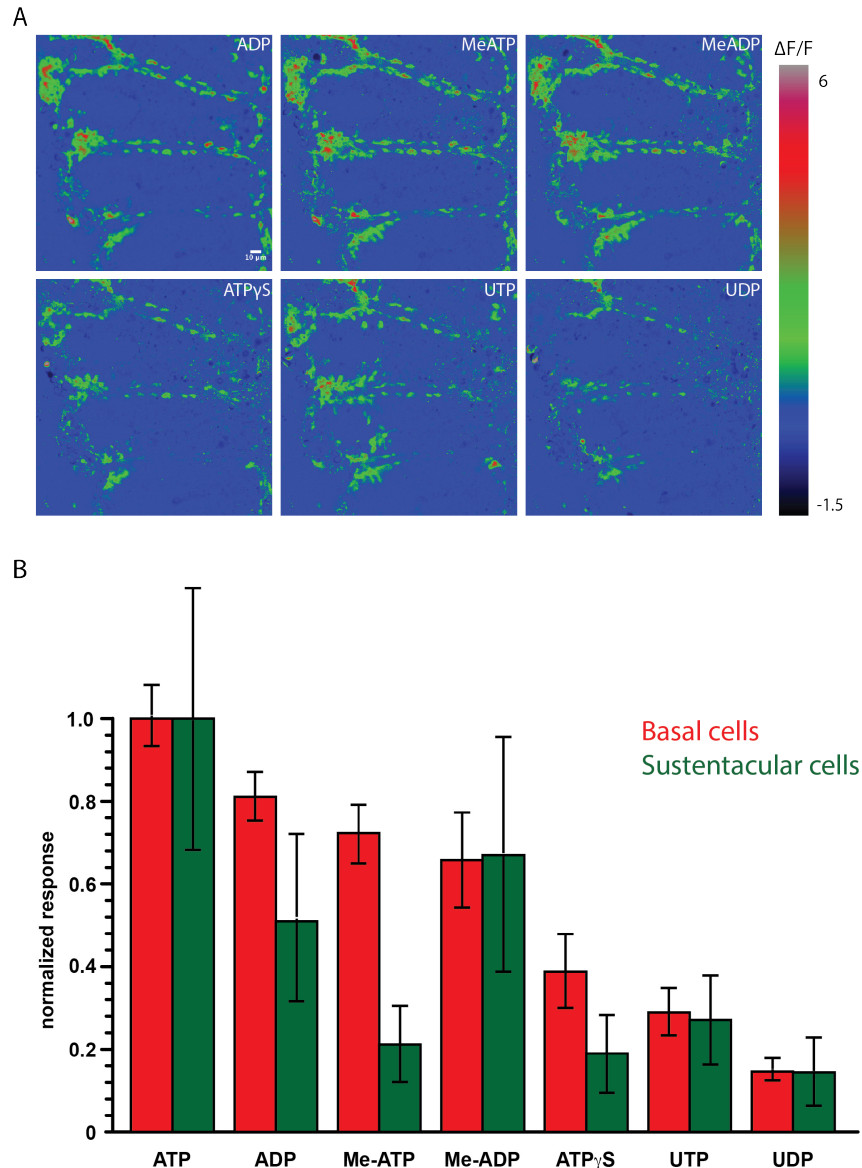 A
ADP
MeATP
MeADP
ΔF/F
6
10 µm
ATPγS
UTP
UDP
-1.5
B
Basal cells
Sustentacular cells
normalized response
1.0
0.8
0.6
0.4
0.2
0
ATP
ADP
Me-ATP
Me-ADP
ATPγS
UTP
UDP